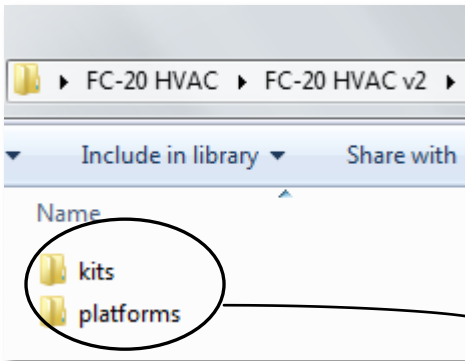 FC-20 HVAC FC-20 HVAC v2
Include in library Share with
Name
kits
platforms